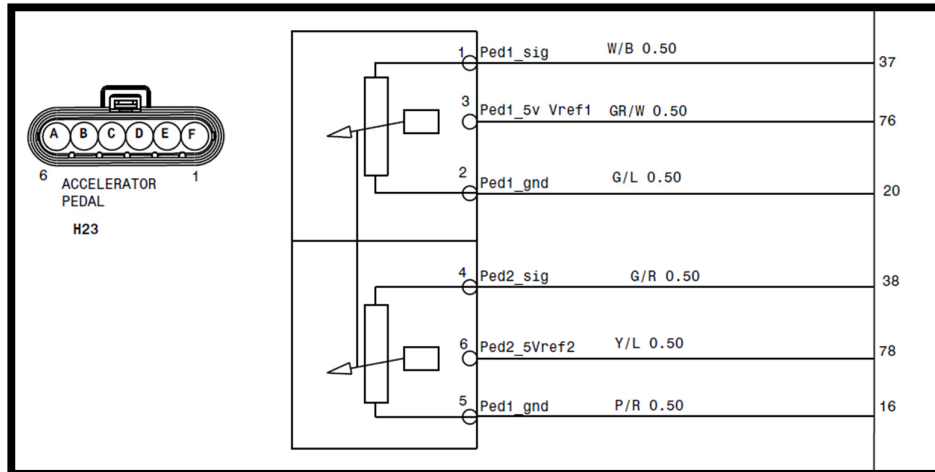 A B C D E F
6 1
ACCELERATOR
PEDAL
H23
1 Ped1_sig W/B 0.50 37
3 Ped1_5v Vref1 GR/W 0.50 76
2 Ped1_gnd G/L 0.50 20
4 Ped2_sig G/R 0.50 38
6 Ped2_5Vref2 Y/L 0.50 78
5 Ped1_gnd P/R 0.50 16